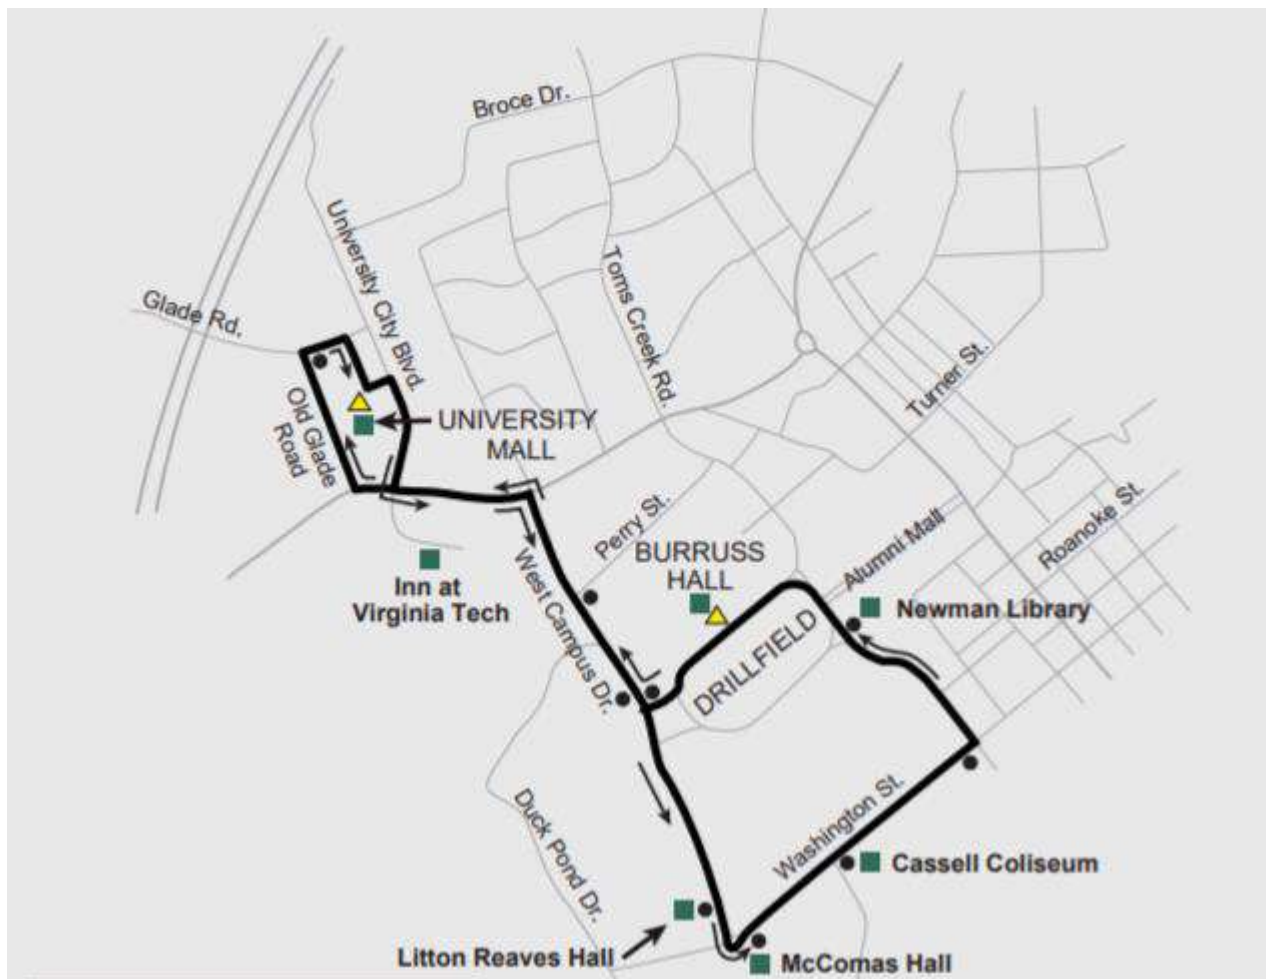 Broce Dr.
University City Blvd.
Glade Rd.
Toms Creek Rd.
Turner St.
Old Glade
Road
UNIVERSITY
MALL
Perry St.
Roanoke St.
Alumni Mall
BURRUSS
HALL
Inn at
Virginia Tech
West Campus Dr.
Newman Library
DRILLFIELD
Duck Pond Dr.
Washington St.
Cassell Coliseum
Litton Reaves Hall
McComas Hall